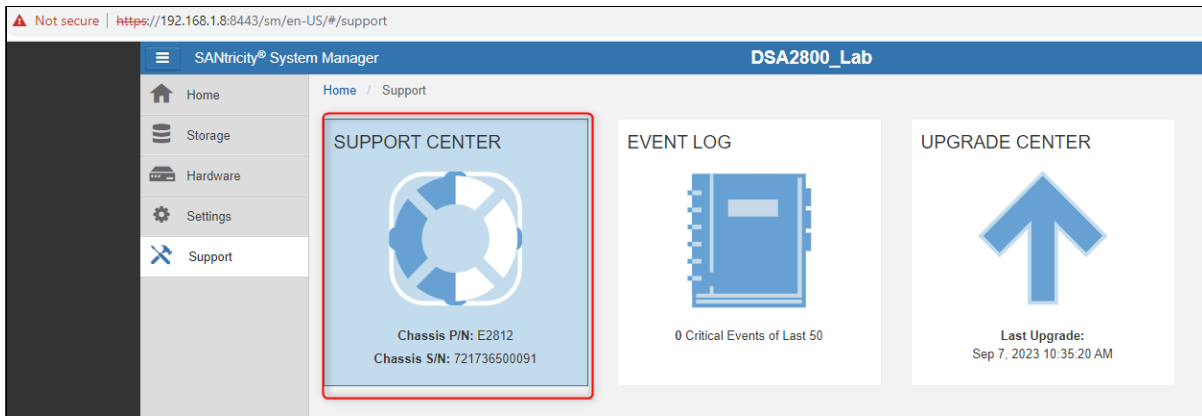 Not secure | https://192.168.1.8:8443/sm/en-US/#/support
SANtricity® System Manager
DSA2800_Lab
Home
Storage
Hardware
Settings
Support
Home / Support
SUPPORT CENTER
Chassis P/N: E2812
Chassis S/N: 721736500091
EVENT LOG
0 Critical Events of Last 50
UPGRADE CENTER
Last Upgrade:
Sep 7, 2023 10:35:20 AM